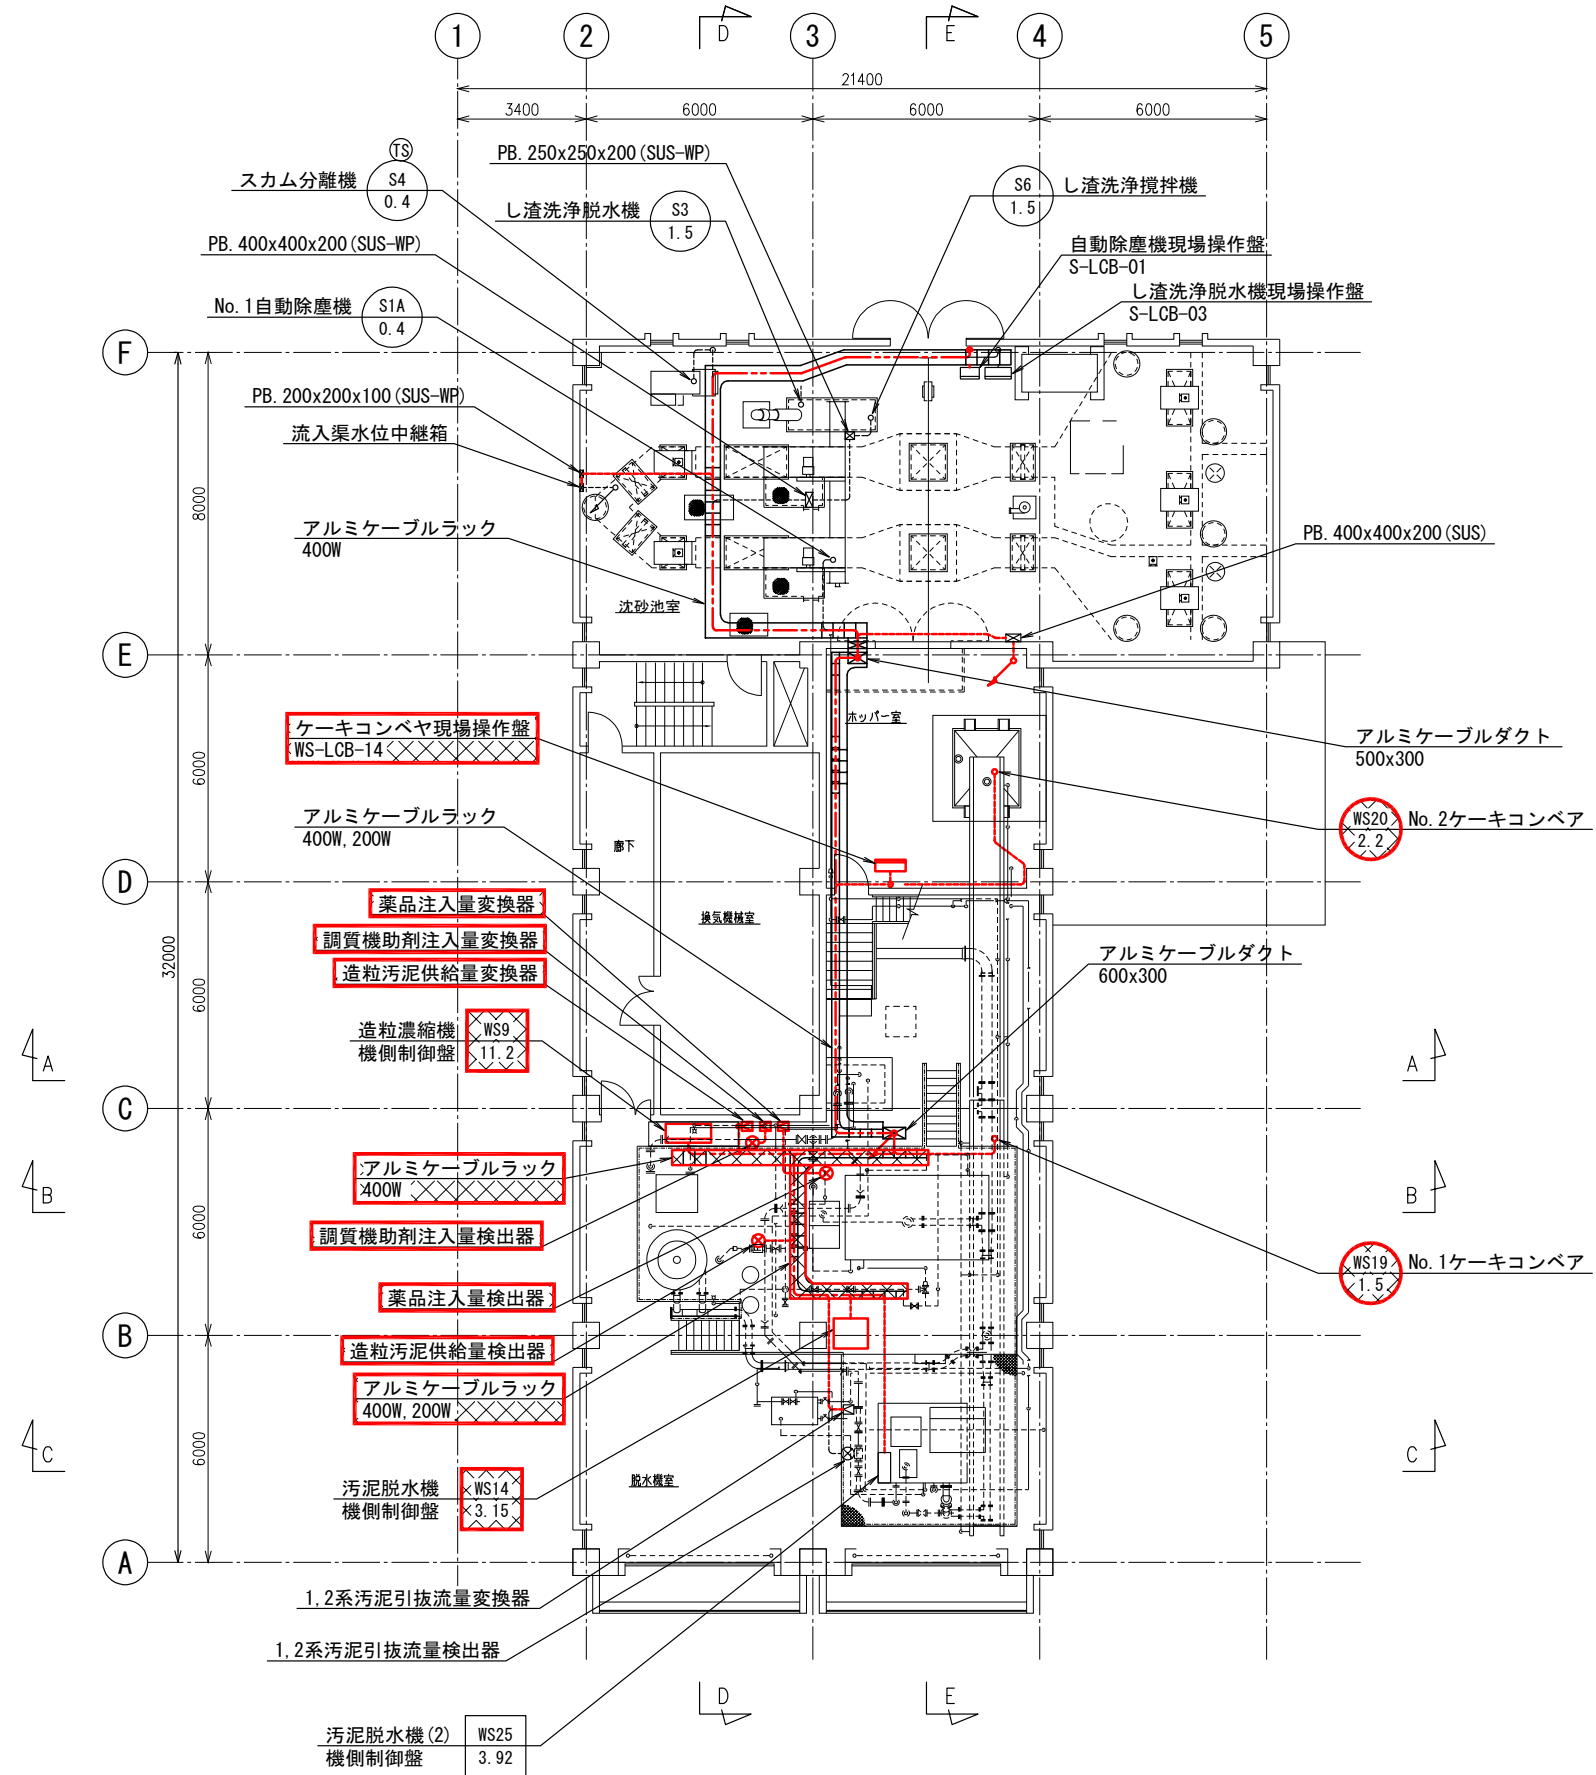 1
2
D
3
E
4
5
21400
3400
6000
6000
6000
TS
スカム分離機
S4
0.4
PB.250x250x200(SUS-WP)
し渣洗浄脱水機
S3
1.5
S6
1.5
し渣洗浄撹拌機
PB.400x400x200(SUS-WP)
自動除塵機現場操作盤
S-LCB-01
No.1自動除塵機
S1A
0.4
し渣洗浄脱水機現場操作盤
S-LCB-03
F
PB.200x200x100(SUS-WP)
流入渠水位中継箱
8000
アルミケーブルラック
400W
PB.400x400x200(SUS)
沈砂池室
E
ケーキコンベヤ現場操作盤
WS-LCB-14
ホッパー室
アルミケーブルダクト
500x300
6000
アルミケーブルラック
400W,200W
廊下
WS20
2.2
No.2ケーキコンベア
D
薬品注入量変換器
調質機助剤注入量変換器
造粒汚泥供給量変換器
換気機械室
32000
6000
アルミケーブルダクト
600x300
造粒濃縮機
機側制御盤
WS9
11.2
A
A
C
アルミケーブルラック
400W
B
B
6000
調質機助剤注入量検出器
WS19
1.5
No.1ケーキコンベア
薬品注入量検出器
B
造粒汚泥供給量検出器
アルミケーブルラック
400W,200W
6000
C
C
汚泥脱水機
機側制御盤
WS14
3.15
脱水機室
A
1,2系汚泥引抜流量変換器
1,2系汚泥引抜流量検出器
D
E
汚泥脱水機(2)
機側制御盤
WS25
3.92